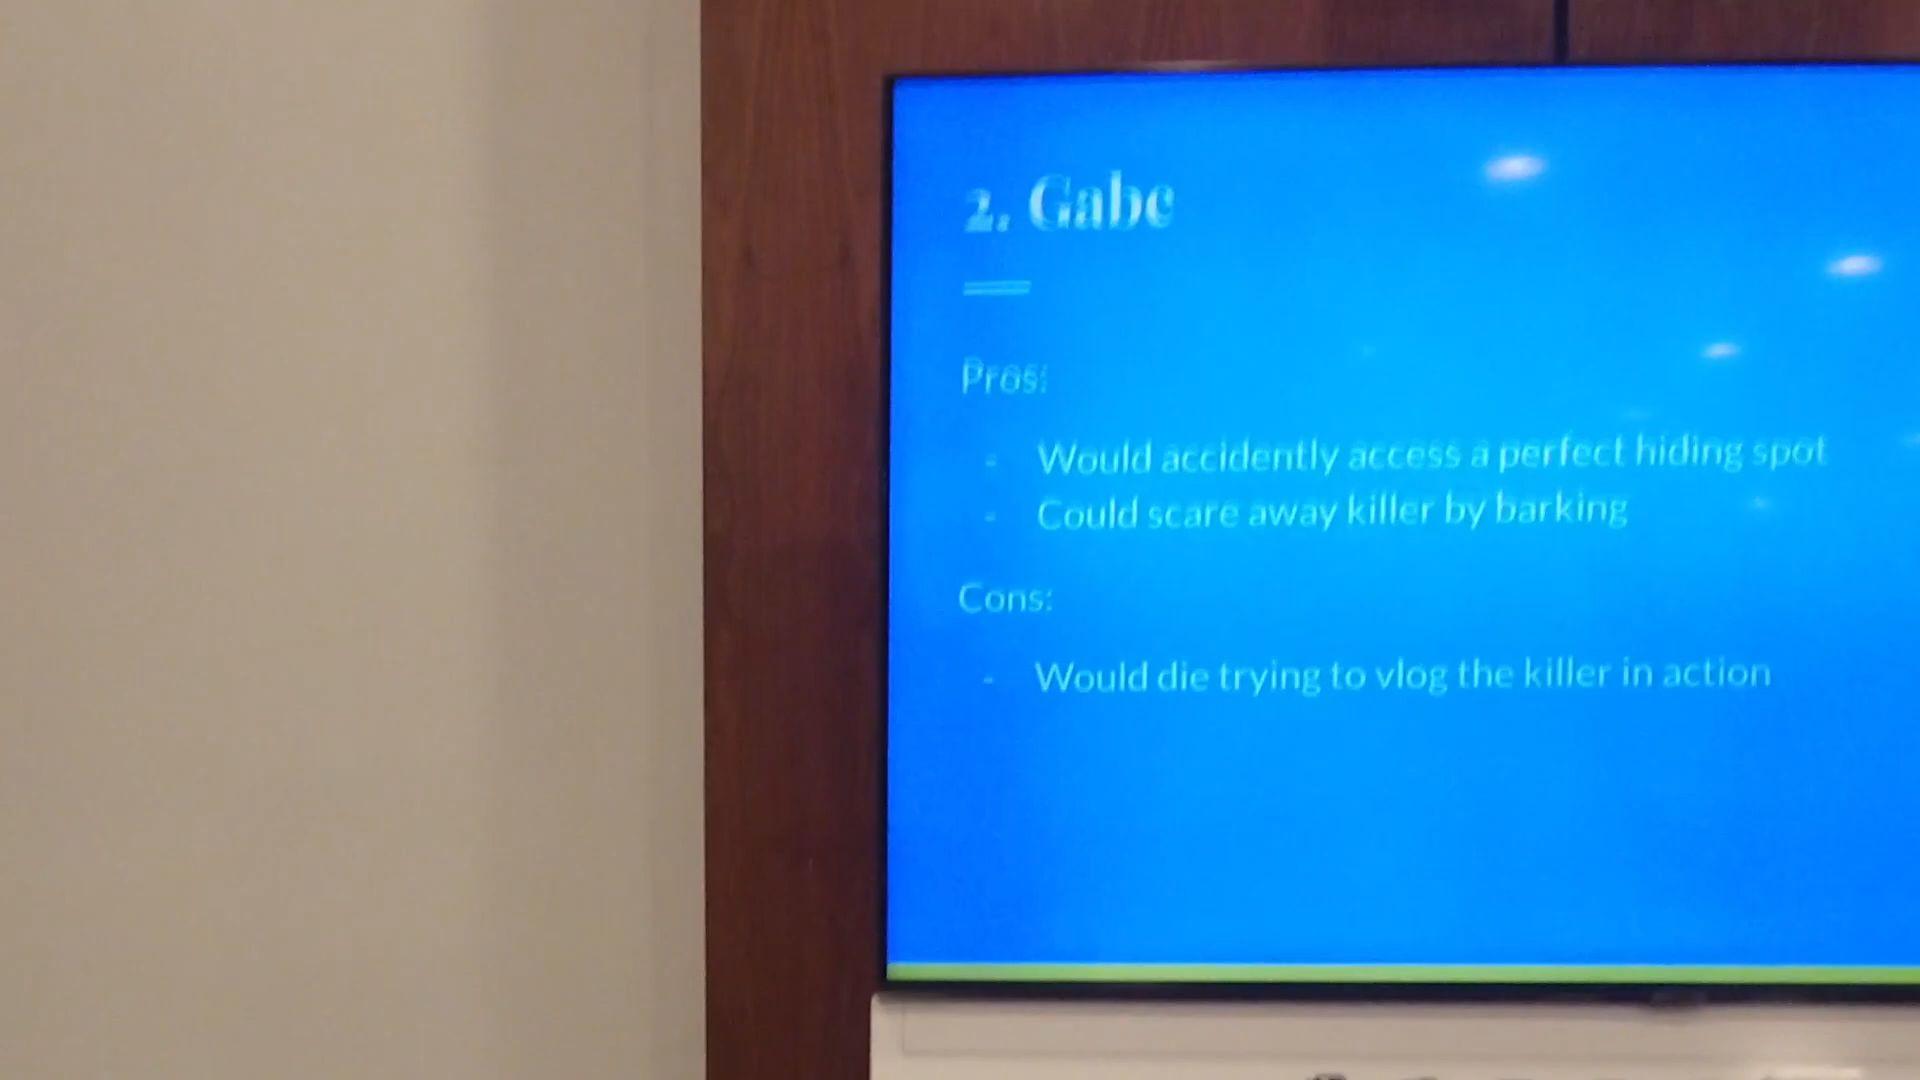 2. Gabe
Pros:
- Would accidently access a perfect hiding spot
- Could scare away killer by barking
Cons:
- Would die trying to vlog the killer in action